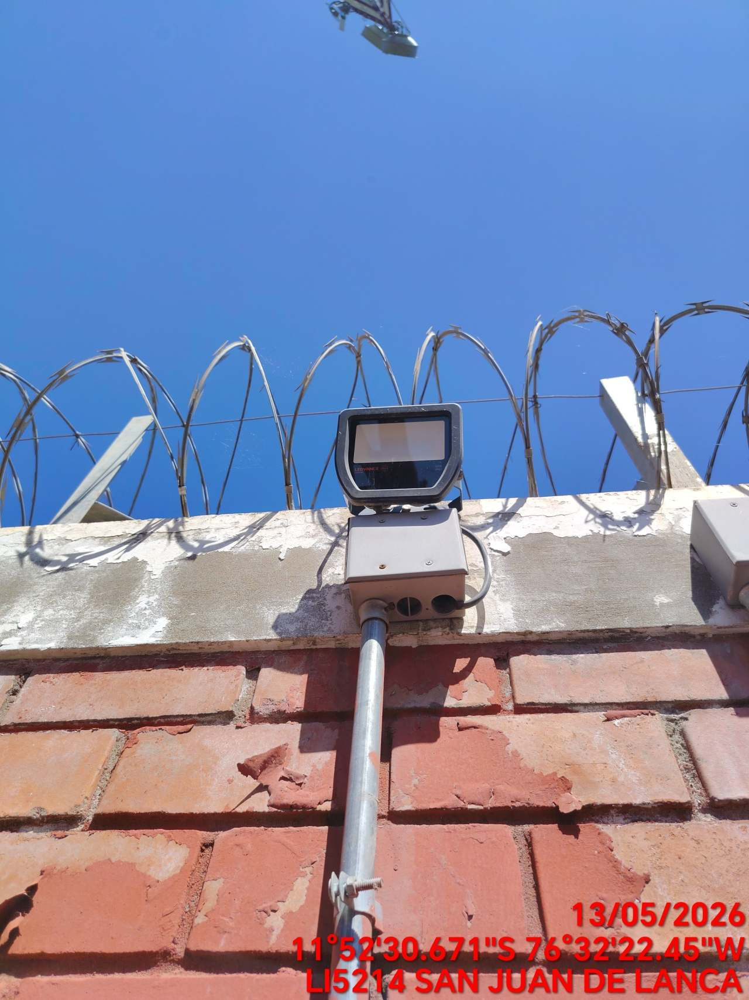 LEDVANCE
13/05/2026
11°52'30.671"S 76°32'22.45"W
LI5214 SAN JUAN DE LANCA